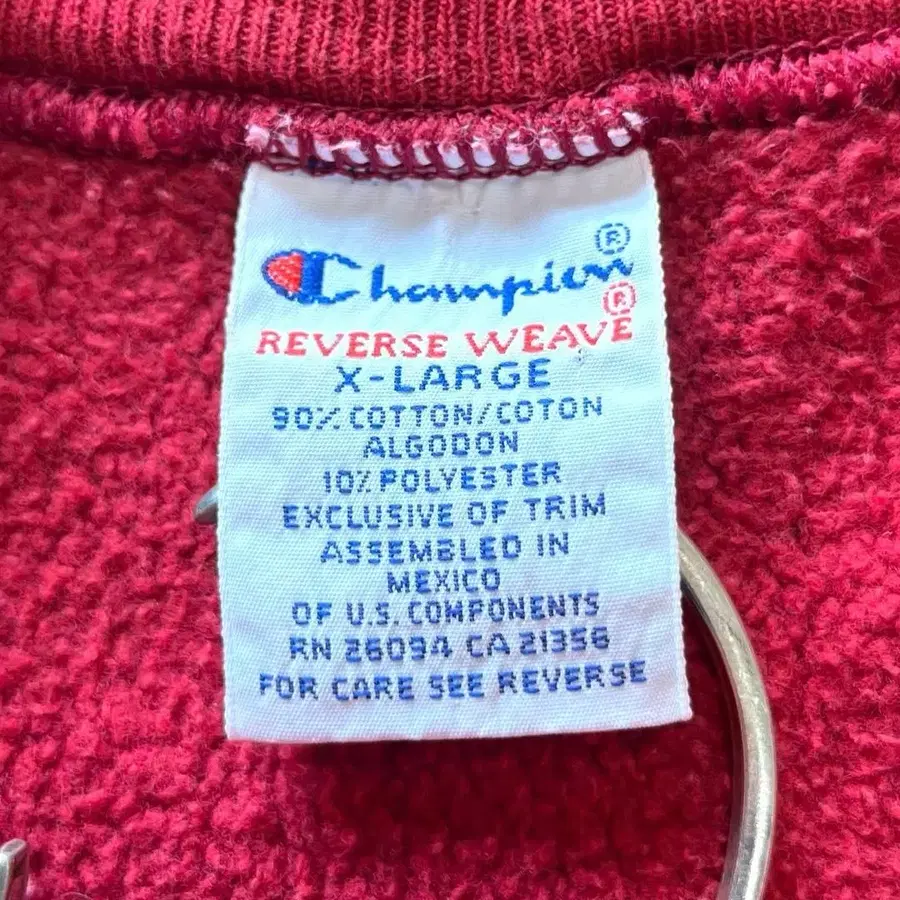 Champion®
REVERSE WEAVE®
X-LARGE
90% COTTON/COTON
ALGODON
10% POLYESTER
EXCLUSIVE OF TRIM
ASSEMBLED IN
MEXICO
OF U.S. COMPONENTS
RN 26094 CA 21356
FOR CARE SEE REVERSE